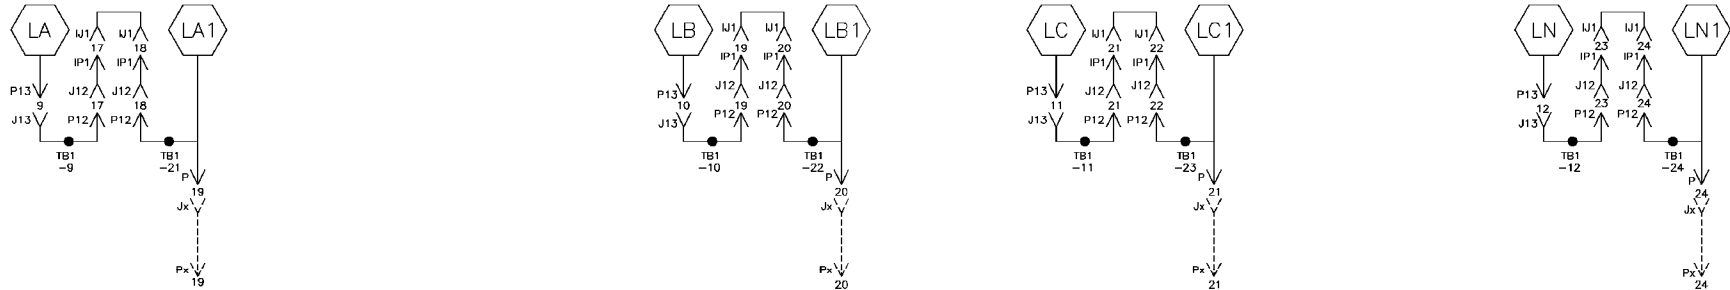 LA IJ1 IJ1 LA1
17 18
IP1 IP1
P13 J12 J12
9 17 18
J13 P12 P12
TB1 TB1
-9 -21
P
19
Jx
Px
19
LB IJ1 IJ1 LB1
19 20
IP1 IP1
P13 J12 J12
10 19 20
J13 P12 P12
TB1 TB1
-10 -22
P
20
Jx
Px
20
LC IJ1 IJ1 LC1
21 22
IP1 IP1
P13 J12 J12
11 21 22
J13 P12 P12
TB1 TB1
-11 -23
P
21
Jx
Px
21
LN IJ1 IJ1 LN1
23 24
IP1 IP1
P13 J12 J12
12 23 24
J13 P12 P12
TB1 TB1
-12 -24
P
24
Jx
Px
24